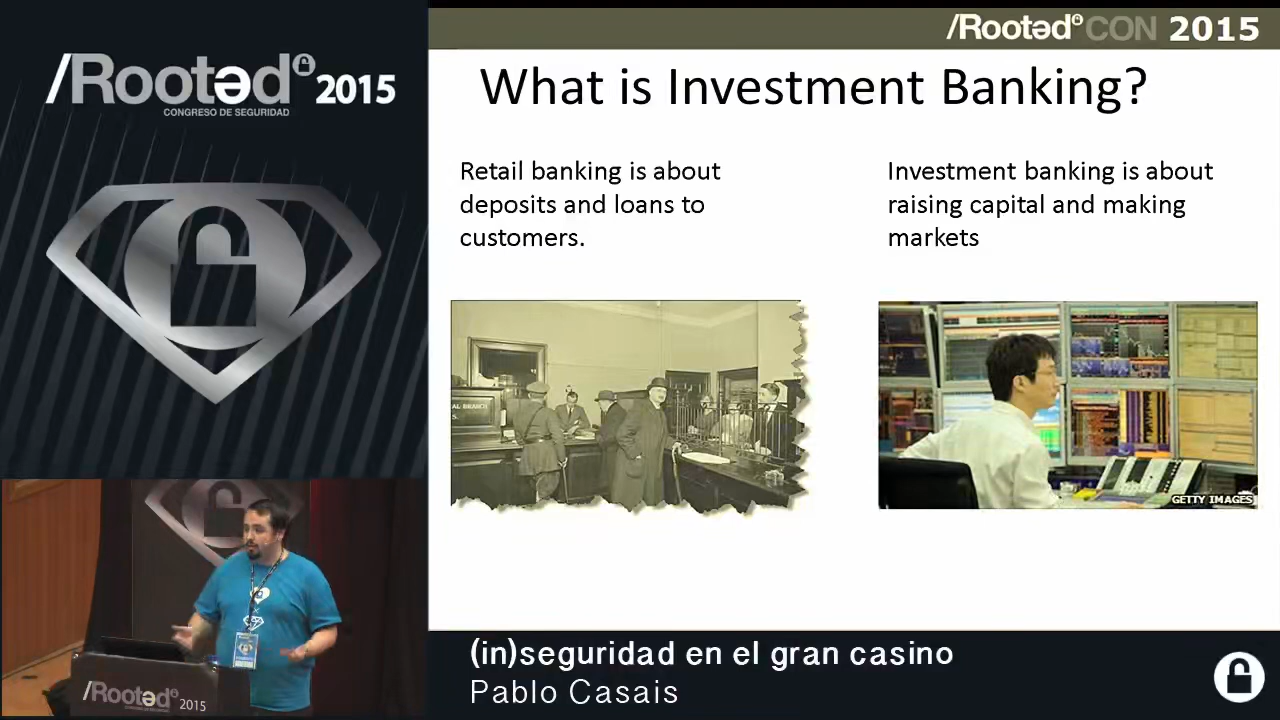 /Rootəd 2015
CONGRESO DE SEGURIDAD
/Rootəd CON 2015
What is Investment Banking?
Retail banking is about
deposits and loans to
customers.
Investment banking is about
raising capital and making
markets
AL BRANCH
GETTY IMAGES
/Rootəd 2015
(in)seguridad en el gran casino
Pablo Casais